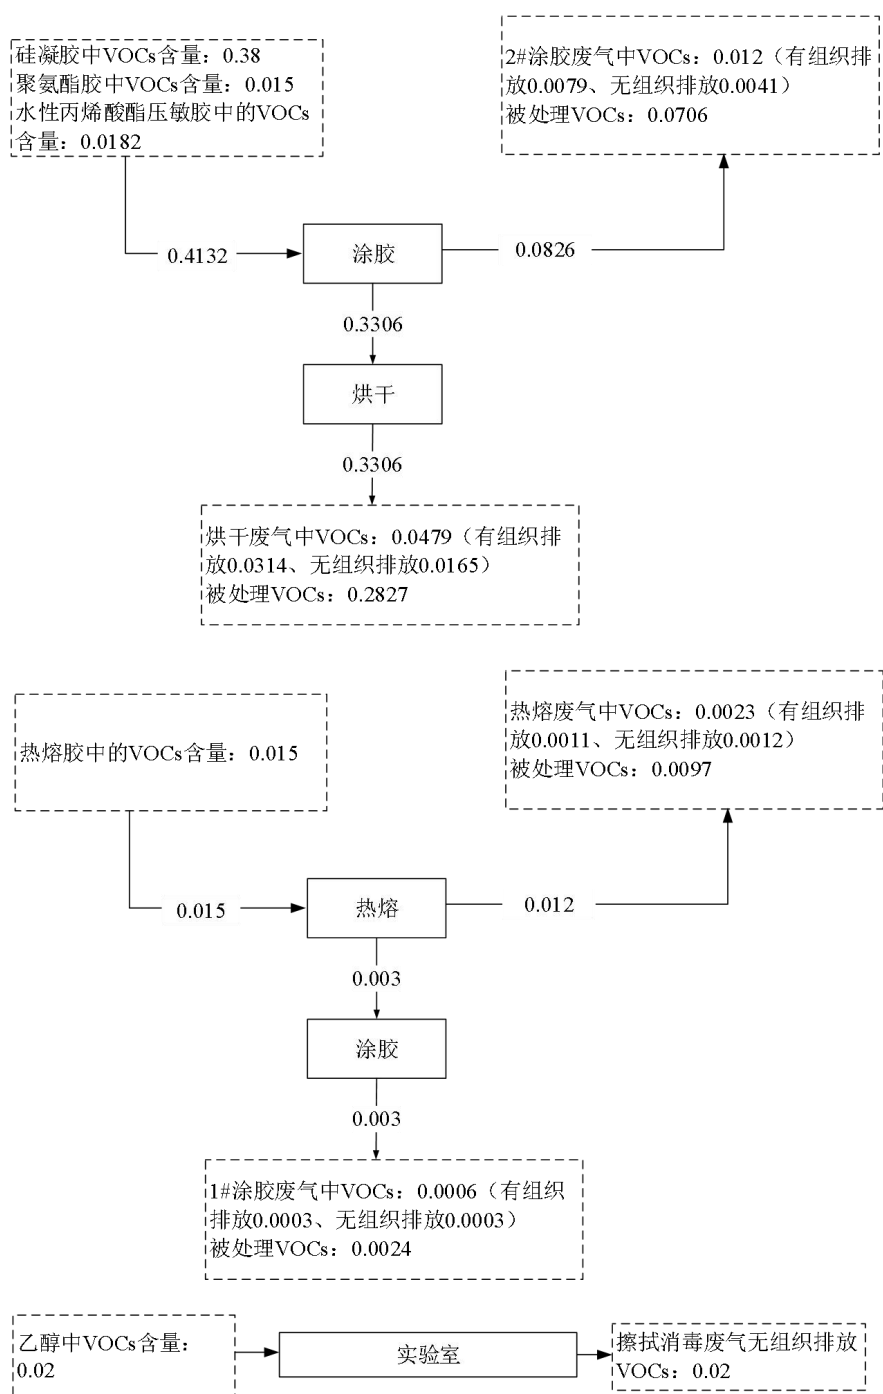 硅凝胶中VOCs含量：0.38
聚氨酯胶中VOCs含量：0.015
水性丙烯酸酯压敏胶中的VOCs
含量：0.0182
2#涂胶废气中VOCs：0.012（有组织排
放0.0079、无组织排放0.0041）
被处理VOCs：0.0706
0.4132
涂胶
0.0826
0.3306
烘干
0.3306
烘干废气中VOCs：0.0479（有组织排
放0.0314、无组织排放0.0165）
被处理VOCs：0.2827
热熔胶中的VOCs含量：0.015
热熔废气中VOCs：0.0023（有组织排
放0.0011、无组织排放0.0012）
被处理VOCs：0.0097
0.015
热熔
0.012
0.003
涂胶
0.003
1#涂胶废气中VOCs：0.0006（有组织
排放0.0003、无组织排放0.0003）
被处理VOCs：0.0024
乙醇中VOCs含量：
0.02
实验室
擦拭消毒废气无组织排放
VOCs：0.02